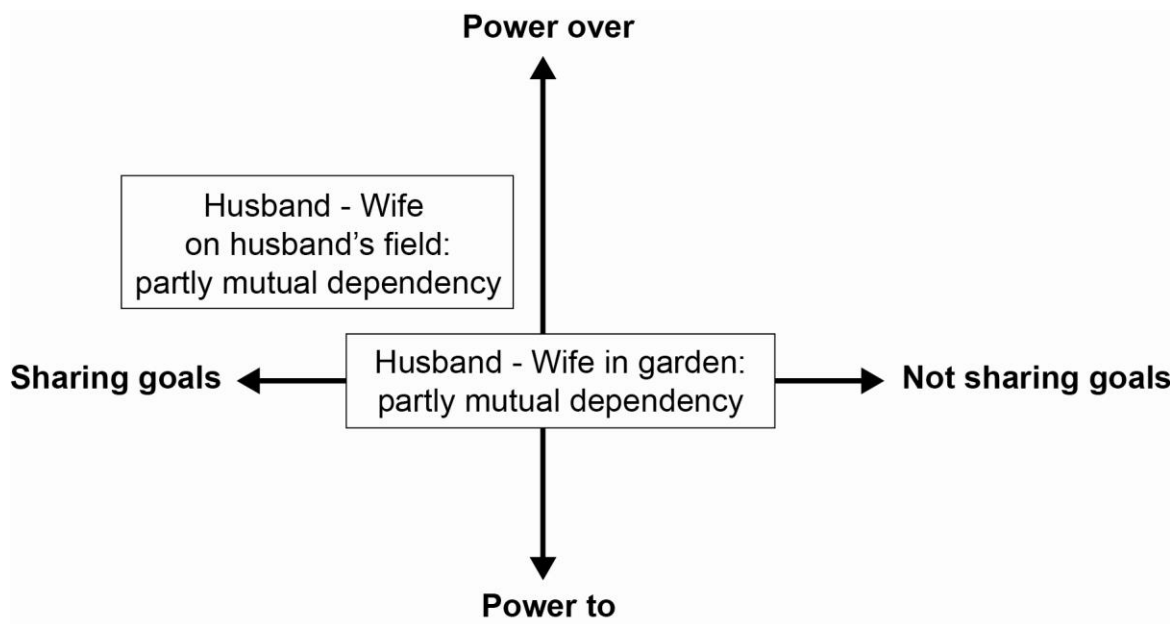 Power over
Husband - Wife
on husband’s field:
partly mutual dependency
Sharing goals
Husband - Wife in garden:
partly mutual dependency
Not sharing goals
Power to